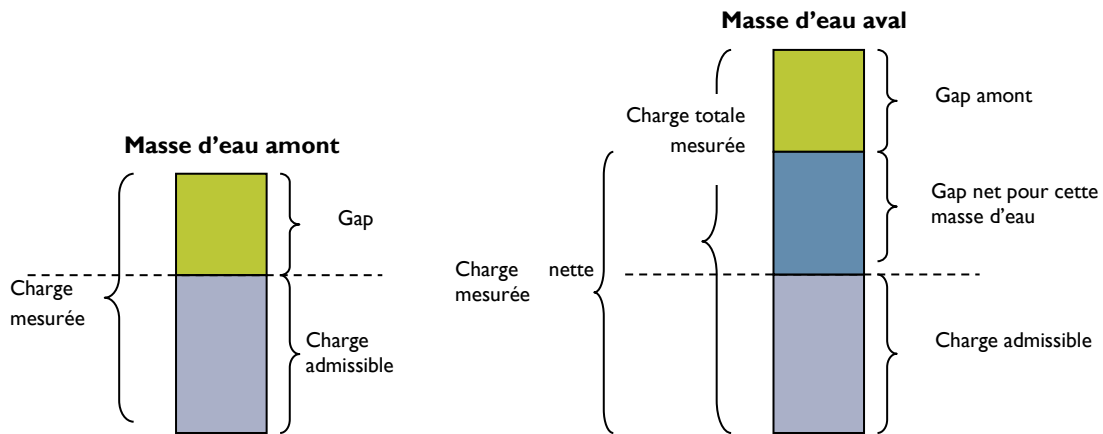 Masse d'eau amont
Charge
mesurée
Gap
Charge
admissible
Masse d'eau aval
Charge totale
mesurée
Charge nette
mesurée
Gap amont
Gap net pour cette
masse d'eau
Charge admissible